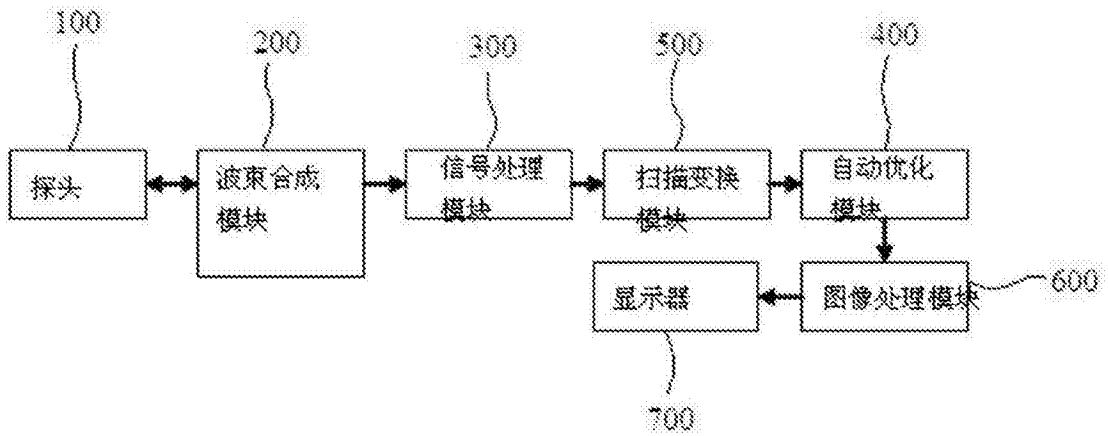 100
200
300
500
400
探头
波束合成
模块
信号处理
模块
扫描变换
模块
自动优化
模块
显示器
图像处理模块
600
700